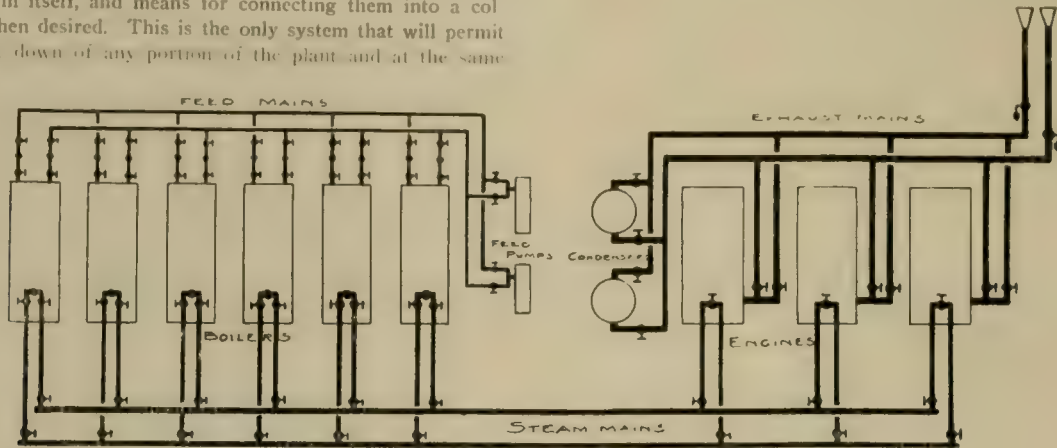 m itself, and means for connecting them into a col
hen desired. This is the only system that will permit
down of any portion of the plant and at the same
FEED MAINS
EXHAUST MAINS
FEED
PUMPS CONDENSERS
BOILERS
ENGINES
STEAM MAINS